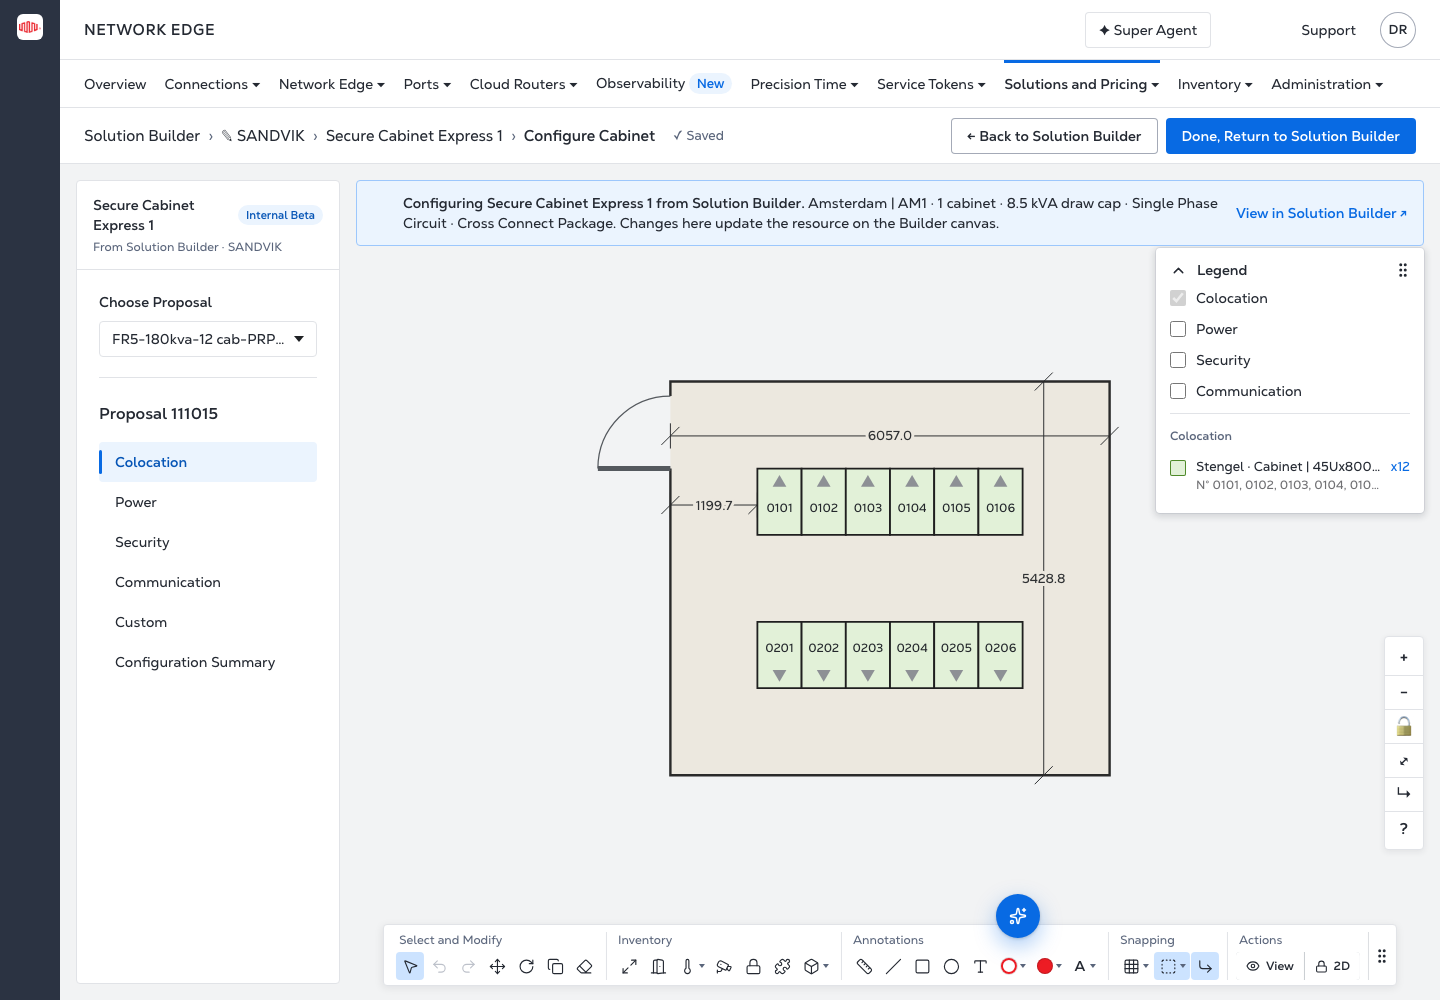 NETWORK EDGE
✦ Super Agent
Support
DR
Overview
Connections
Network Edge
Ports
Cloud Routers
Observability New
Precision Time
Service Tokens
Solutions and Pricing
Inventory
Administration
Solution Builder › ✎ SANDVIK › Secure Cabinet Express 1 › Configure Cabinet
✓ Saved
← Back to Solution Builder
Done, Return to Solution Builder
Secure Cabinet
Express 1
Internal Beta
From Solution Builder · SANDVIK
Choose Proposal
FR5-180kva-12 cab-PRP...
Proposal 111015
Colocation
Power
Security
Communication
Custom
Configuration Summary
Configuring Secure Cabinet Express 1 from Solution Builder. Amsterdam | AM1 · 1 cabinet · 8.5 kVA draw cap · Single Phase
Circuit · Cross Connect Package. Changes here update the resource on the Builder canvas.
View in Solution Builder ↗
Legend
Colocation
Power
Security
Communication
Colocation
Stengel · Cabinet | 45Ux800... x12
N° 0101, 0102, 0103, 0104, 010...
6057.0
1199.7
0101 0102 0103 0104 0105 0106
5428.8
0201 0202 0203 0204 0205 0206
+
−
?
Select and Modify
Inventory
Annotations
Snapping
Actions
T
A
View
2D